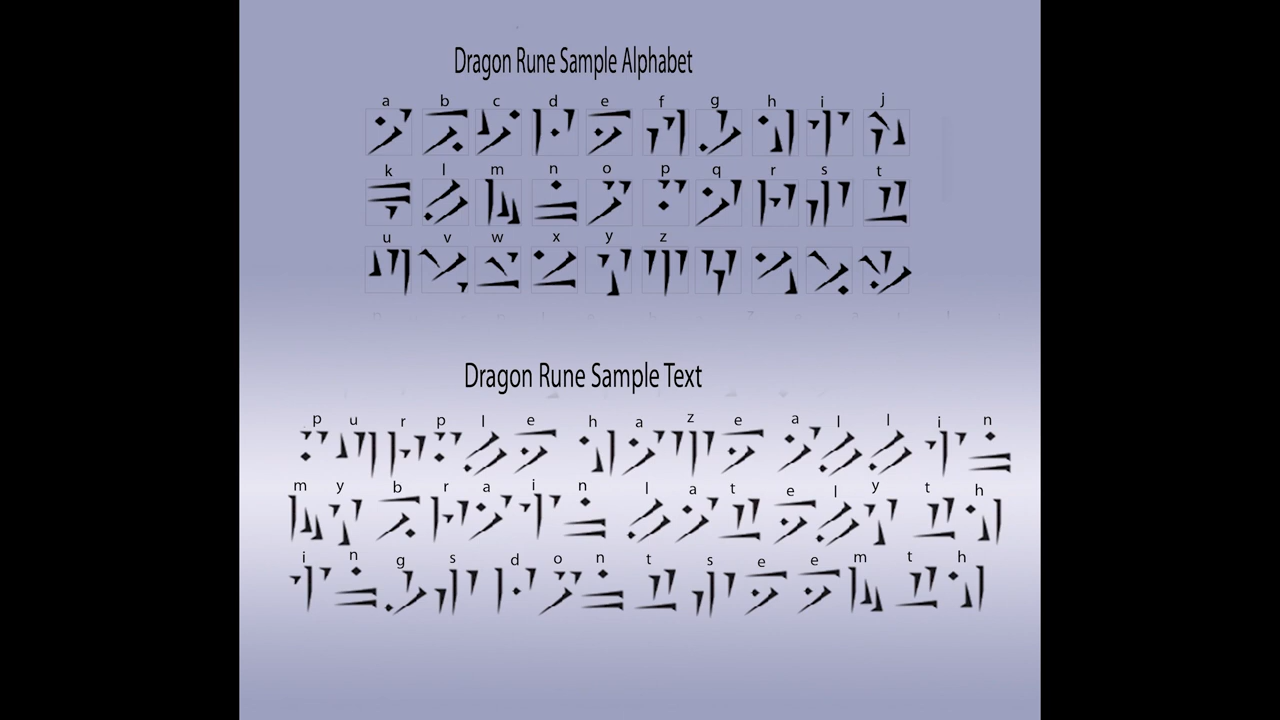 Dragon Rune Sample Alphabet
a b c d e f g h i j
k l m n o p q r s t
u v w x y z
Dragon Rune Sample Text
p u r p l e h a z e a l l i n
m y b r a i n l a t e l y t h
i n g s d o n t s e e m t h